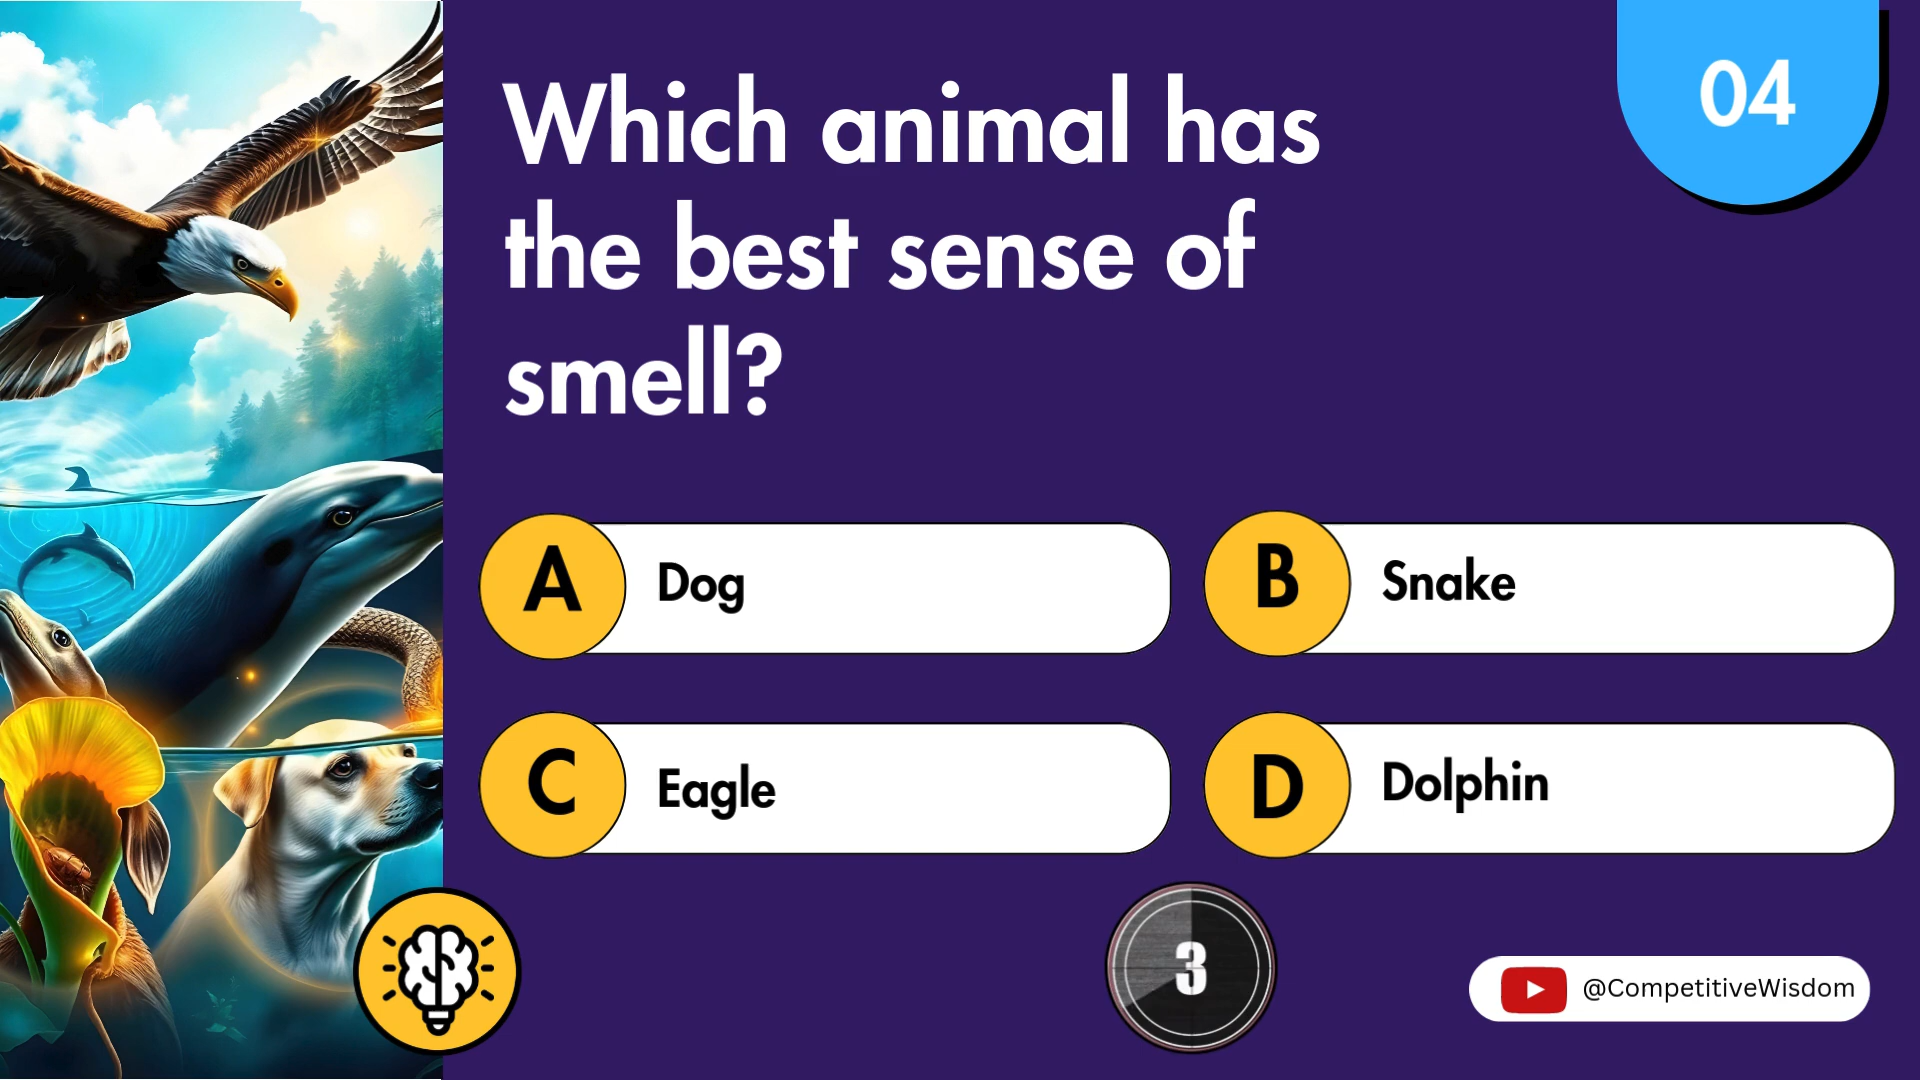 04
Which animal has
the best sense of
smell?
A Dog
B Snake
C Eagle
D Dolphin
3
@CompetitiveWisdom